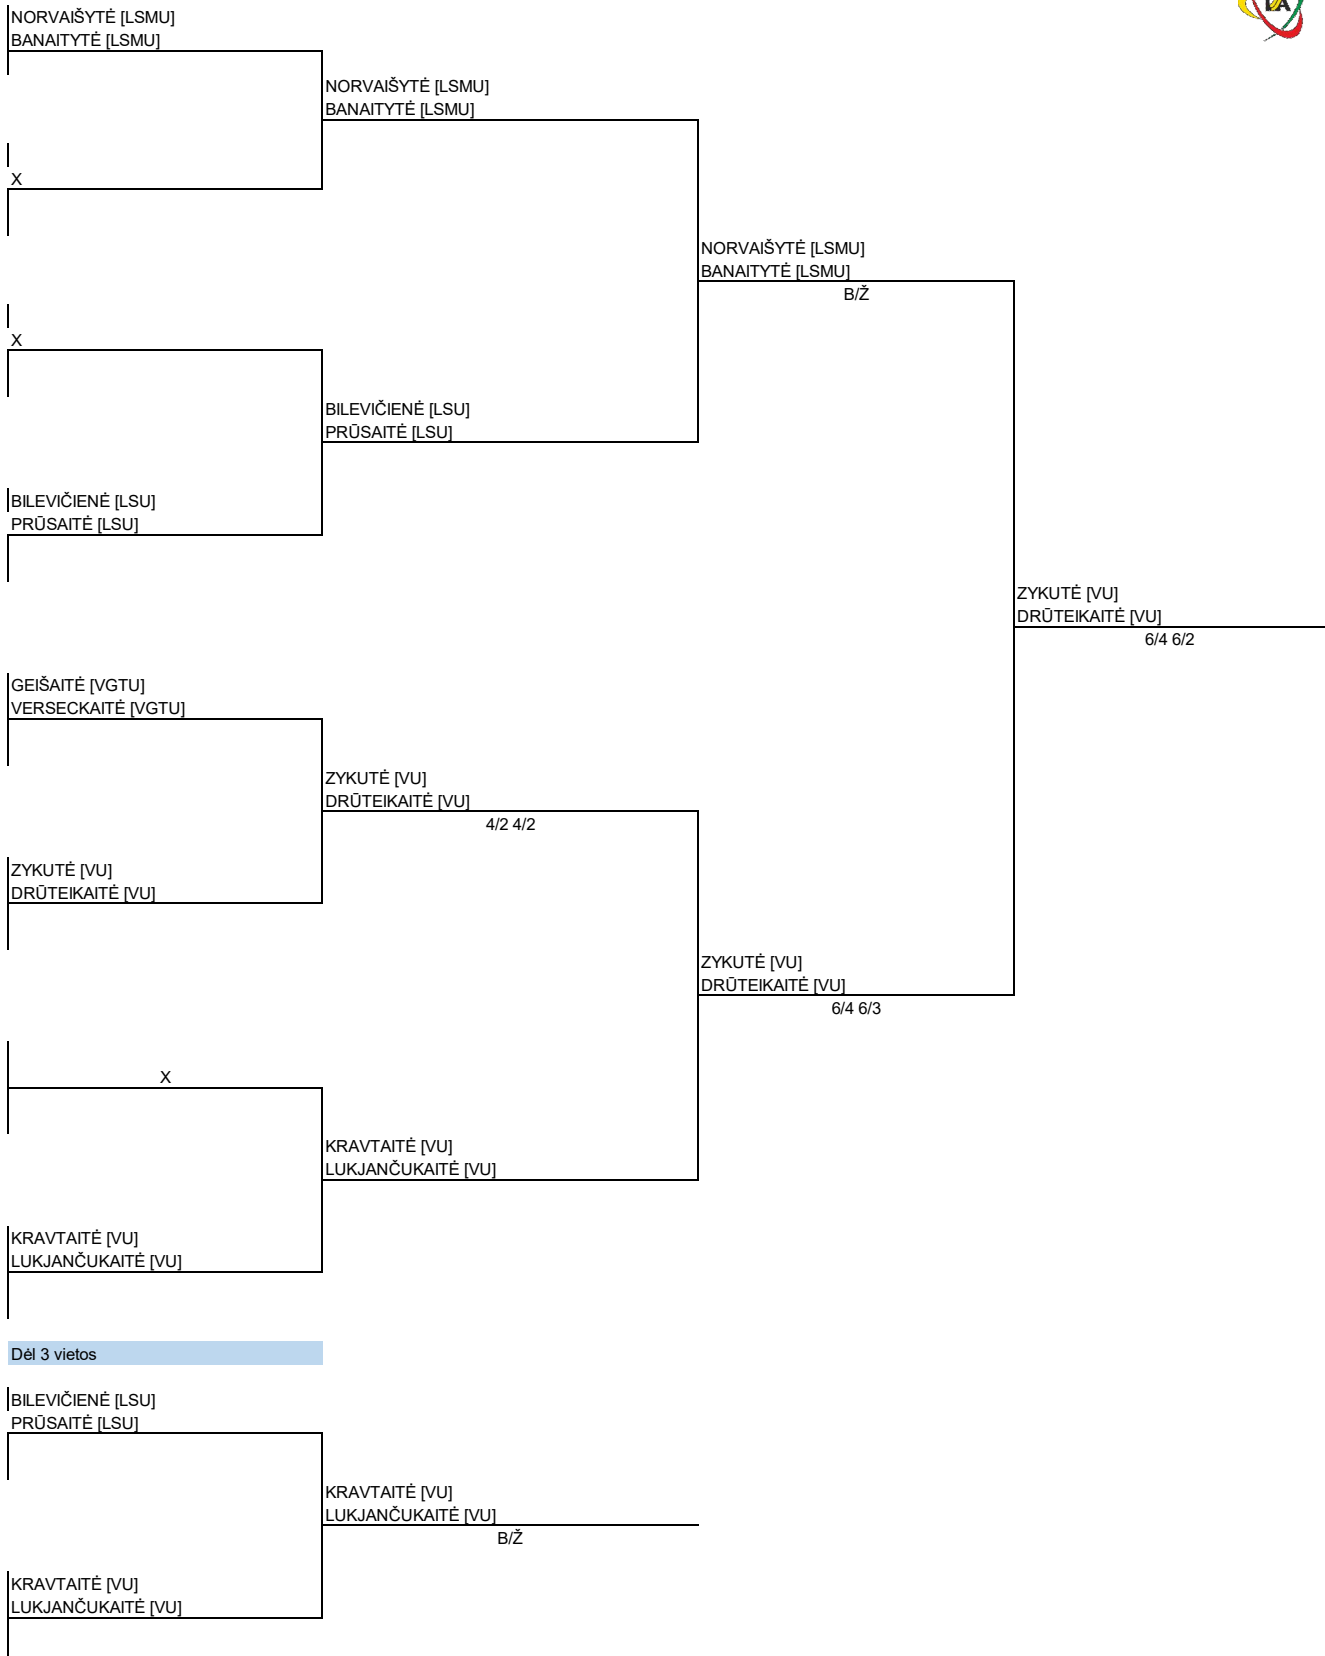 NORVAIŠYTĖ [LSMU]
BANAITYTĖ [LSMU]
NORVAIŠYTĖ [LSMU]
BANAITYTĖ [LSMU]
X
NORVAIŠYTĖ [LSMU]
BANAITYTĖ [LSMU]
B/Ž
X
BILEVIČIENĖ [LSU]
PRŪSAITĖ [LSU]
BILEVIČIENĖ [LSU]
PRŪSAITĖ [LSU]
ZYKUTĖ [VU]
DRŪTEIKAITĖ [VU]
6/4 6/2
GEIŠAITĖ [VGTU]
VERSECKAITĖ [VGTU]
ZYKUTĖ [VU]
DRŪTEIKAITĖ [VU]
4/2 4/2
ZYKUTĖ [VU]
DRŪTEIKAITĖ [VU]
ZYKUTĖ [VU]
DRŪTEIKAITĖ [VU]
6/4 6/3
X
KRAVTAITĖ [VU]
LUKJANČUKAITĖ [VU]
KRAVTAITĖ [VU]
LUKJANČUKAITĖ [VU]
Dėl 3 vietos
BILEVIČIENĖ [LSU]
PRŪSAITĖ [LSU]
KRAVTAITĖ [VU]
LUKJANČUKAITĖ [VU]
B/Ž
KRAVTAITĖ [VU]
LUKJANČUKAITĖ [VU]